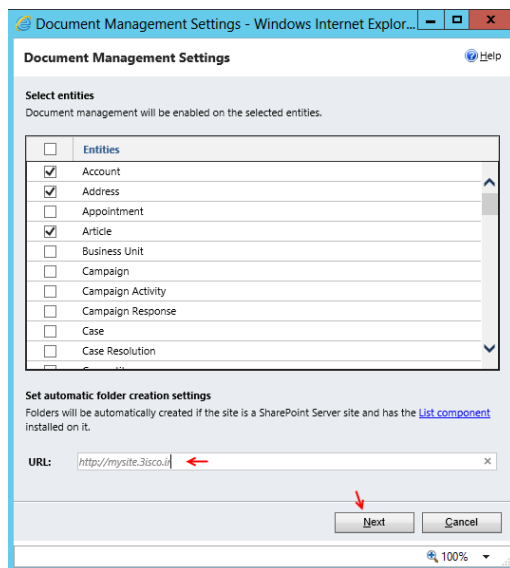 Document Management Settings - Windows Internet Explor...
Document Management Settings
Help
Select entities
Document management will be enabled on the selected entities.
Entities
Account
Address
Appointment
Article
Business Unit
Campaign
Campaign Activity
Campaign Response
Case
Case Resolution
Set automatic folder creation settings
Folders will be automatically created if the site is a SharePoint Server site and has the List component
installed on it.
URL: http://mysite.3isco.ir
Next Cancel
100%